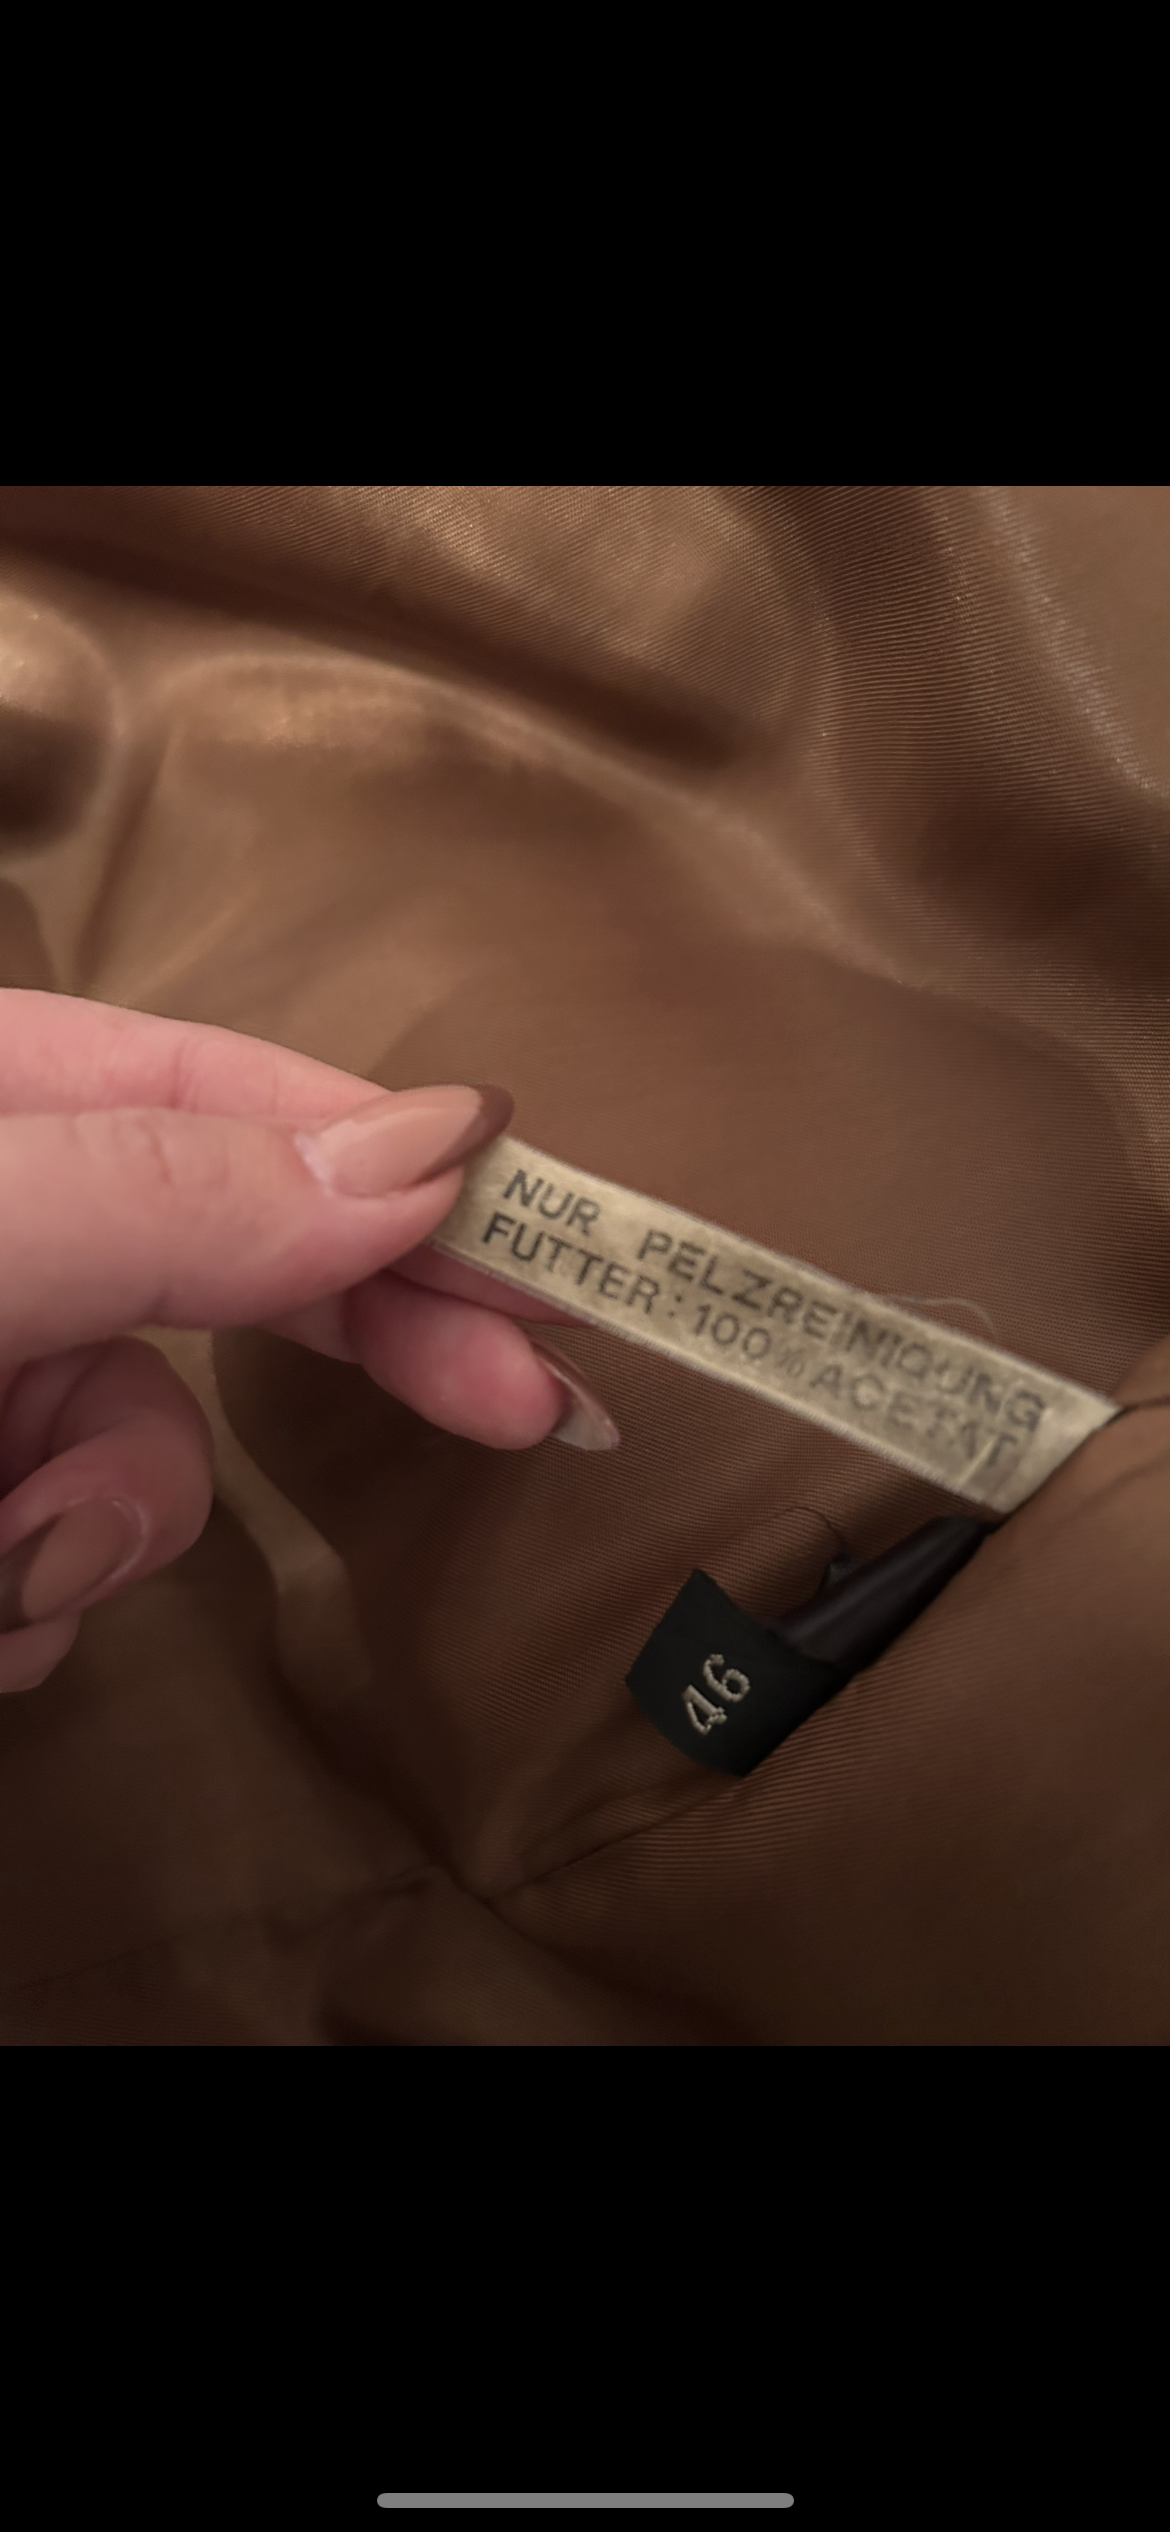 NUR PELZREINIGUNG
FUTTER: 100% ACETAT
46